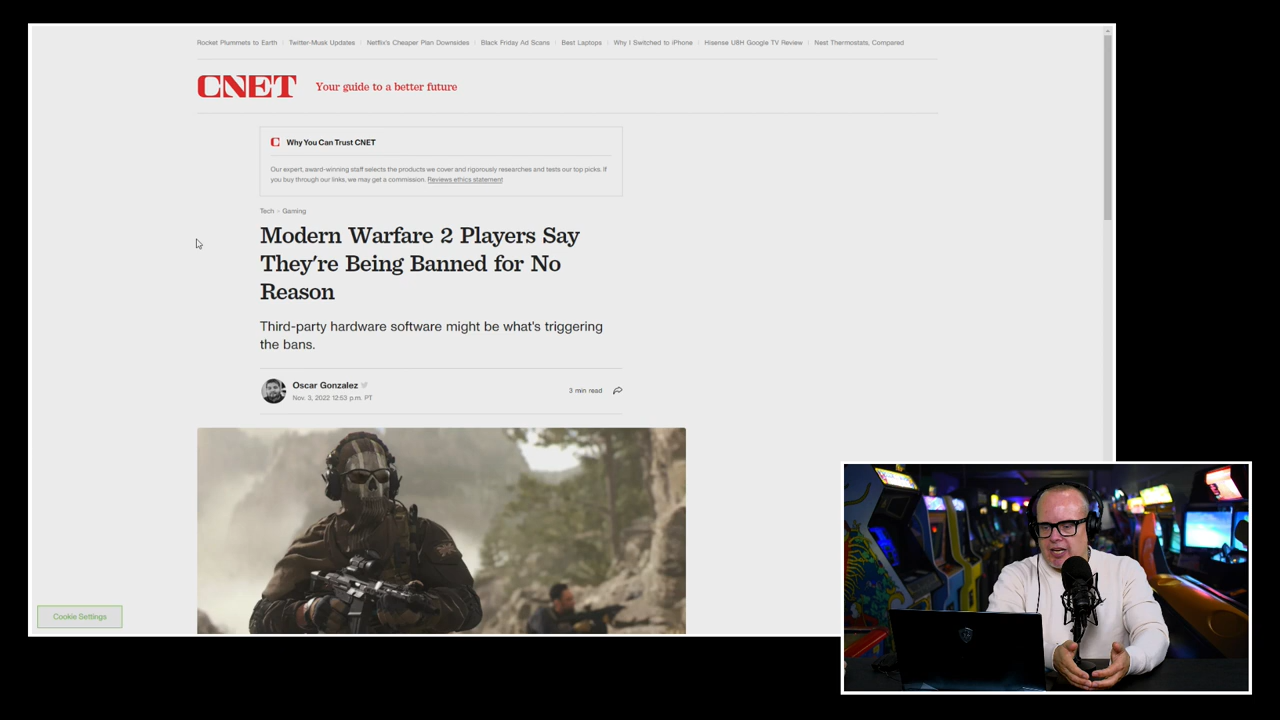 Rocket Plummets to Earth | Twitter-Musk Updates | Netflix's Cheaper Plan Downsides | Black Friday Ad Scans | Best Laptops | Why I Switched to iPhone | Hisense U8H Google TV Review | Nest Thermostats, Compared
CNET Your guide to a better future
C Why You Can Trust CNET
Our expert, award-winning staff selects the products we cover and rigorously researches and tests our top picks. If
you buy through our links, we may get a commission. Reviews ethics statement
Tech > Gaming
Modern Warfare 2 Players Say
They're Being Banned for No
Reason
Third-party hardware software might be what's triggering
the bans.
Oscar Gonzalez
Nov. 3, 2022 12:53 p.m. PT
3 min read
Cookie Settings